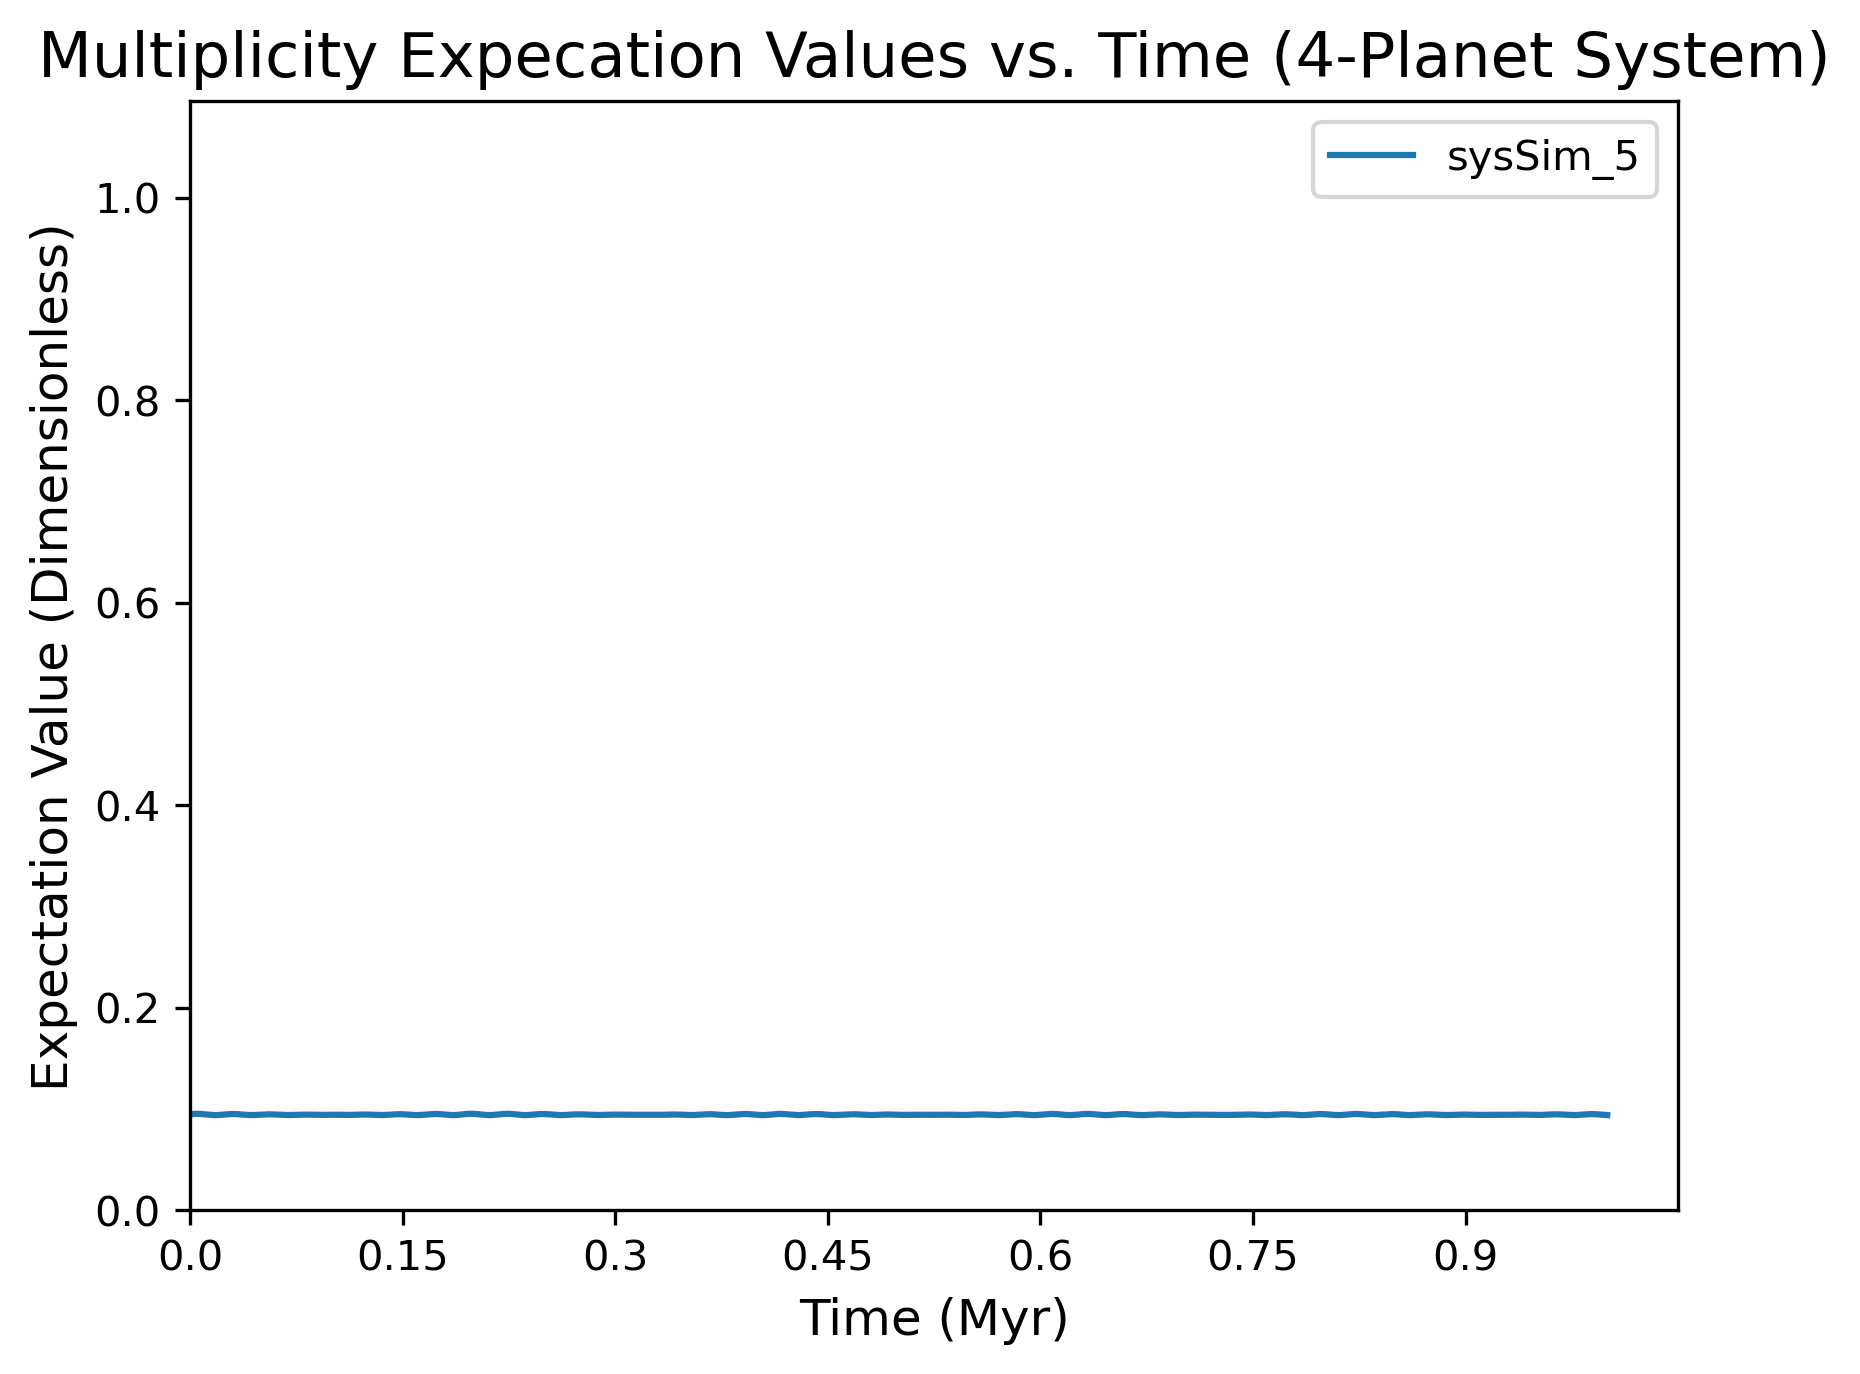 Multiplicity Expecation Values vs. Time (4-Planet System)
sysSim_5
Expectation Value (Dimensionless)
1.0
0.8
0.6
0.4
0.2
0.0
0.0 0.15 0.3 0.45 0.6 0.75 0.9
Time (Myr)